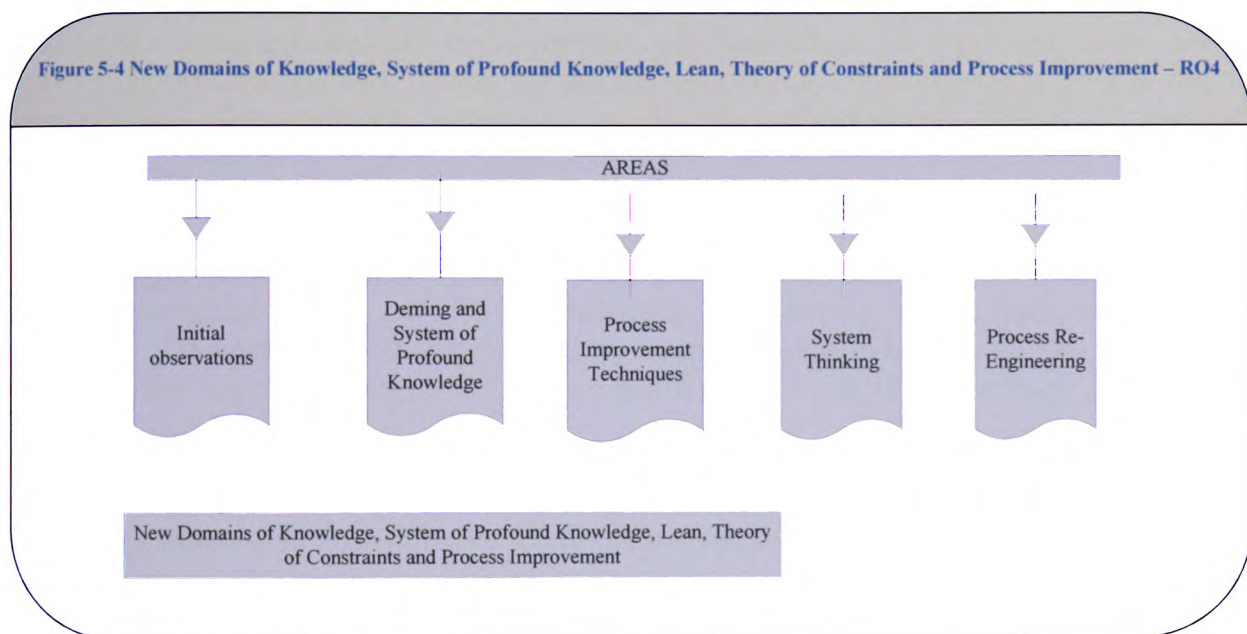 Figure 5-4 New Domains of Knowledge, System of Profound Knowledge, Lean, Theory of Constraints and Process Improvement – RO4
AREAS
Initial
observations
Deming and
System of
Profound
Knowledge
Process
Improvement
Techniques
System
Thinking
Process Re-
Engineering
New Domains of Knowledge, System of Profound Knowledge, Lean, Theory
of Constraints and Process Improvement